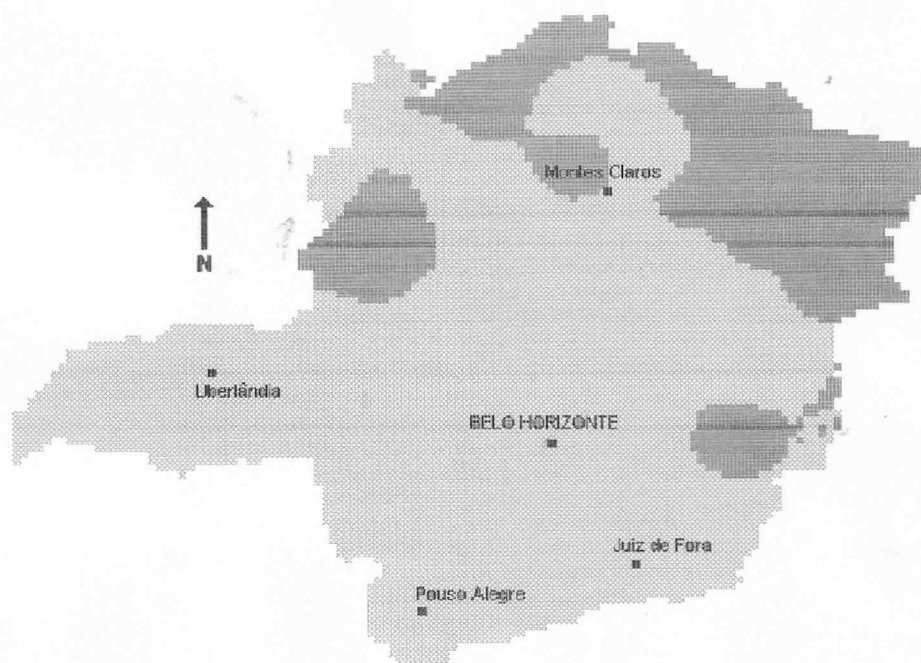 Montes Claros
N
Uberlândia
BELO HORIZONTE
Juiz de Fora
Pouso Alegre